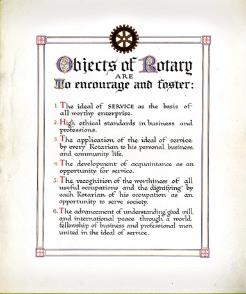 Objects of Rotary
ARE
To encourage and foster:
1. The ideal of SERVICE as the basis of
all worthy enterprise.
2. High ethical standards in business and
professions.
3. The application of the ideal of service
by every Rotarian to his personal, business
and community life.
4. The development of acquaintance as an
opportunity for service.
5. The recognition of the worthiness of all
useful occupations and the dignifying by
each Rotarian of his occupation as an
opportunity to serve society.
6. The advancement of understanding, good will,
and international peace through a world
fellowship of business and professional men
united in the ideal of service.